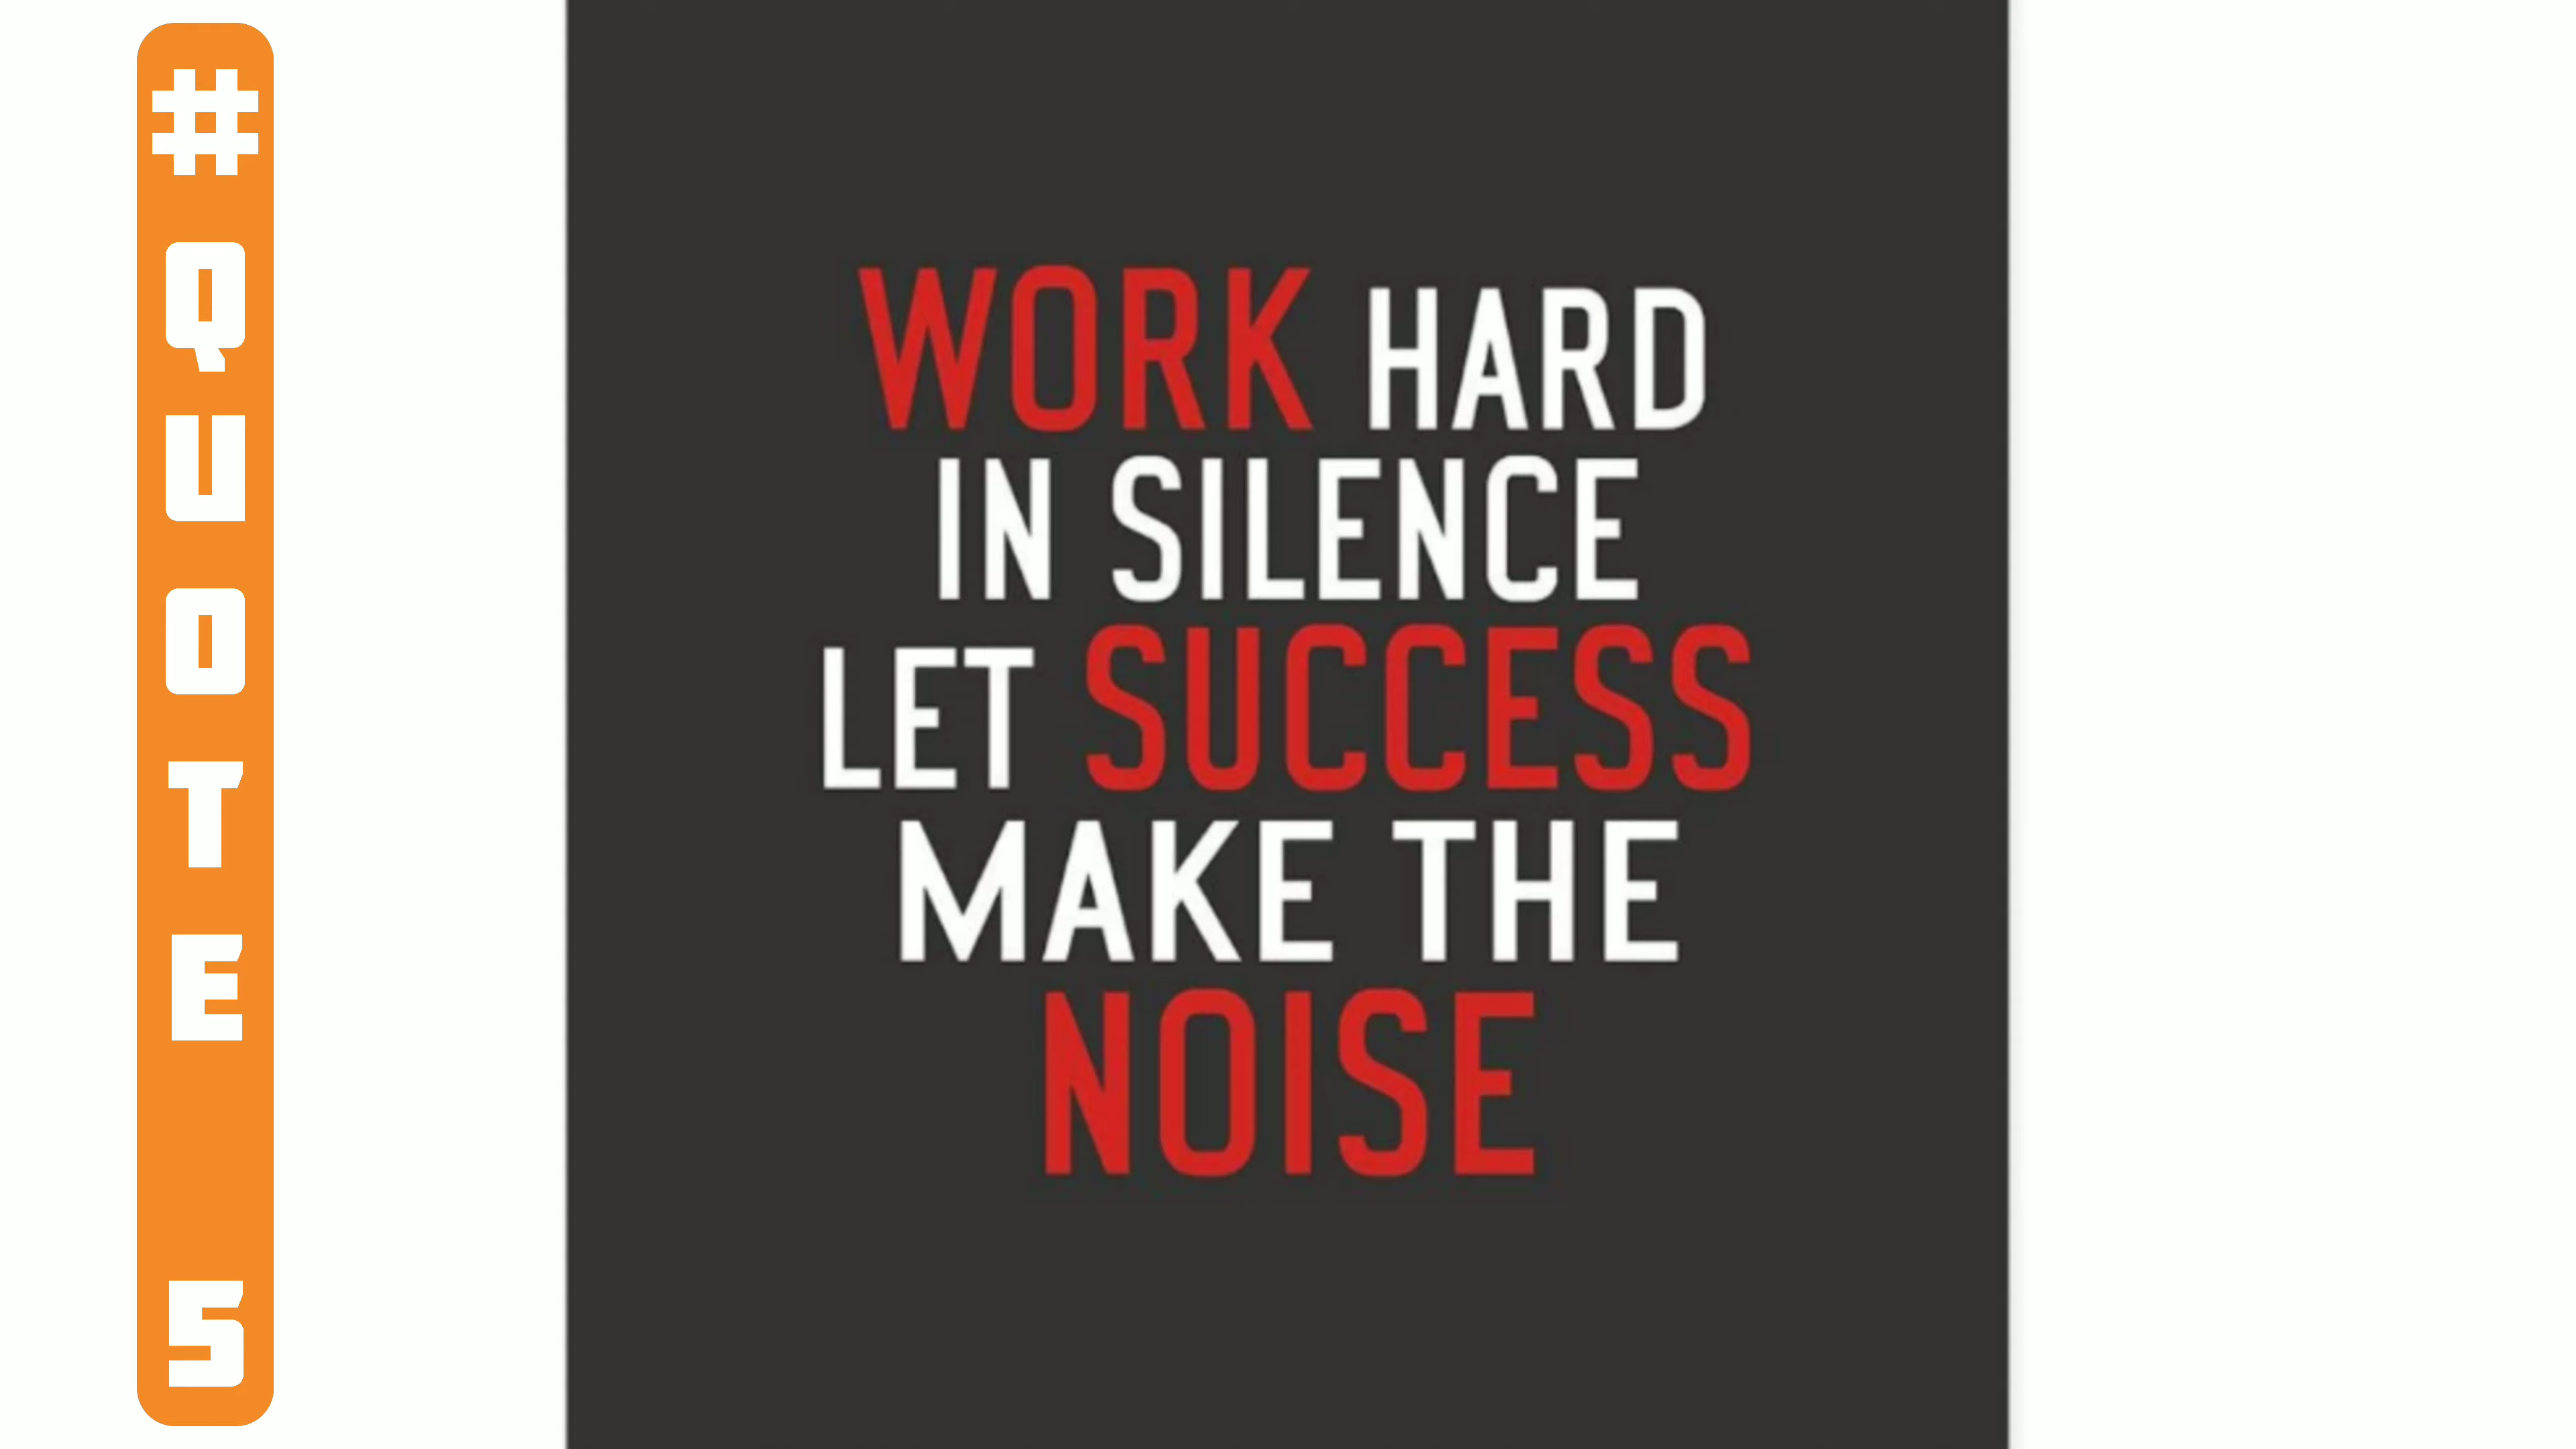 #QUOTE 5
WORK HARD
IN SILENCE
LET SUCCESS
MAKE THE
NOISE